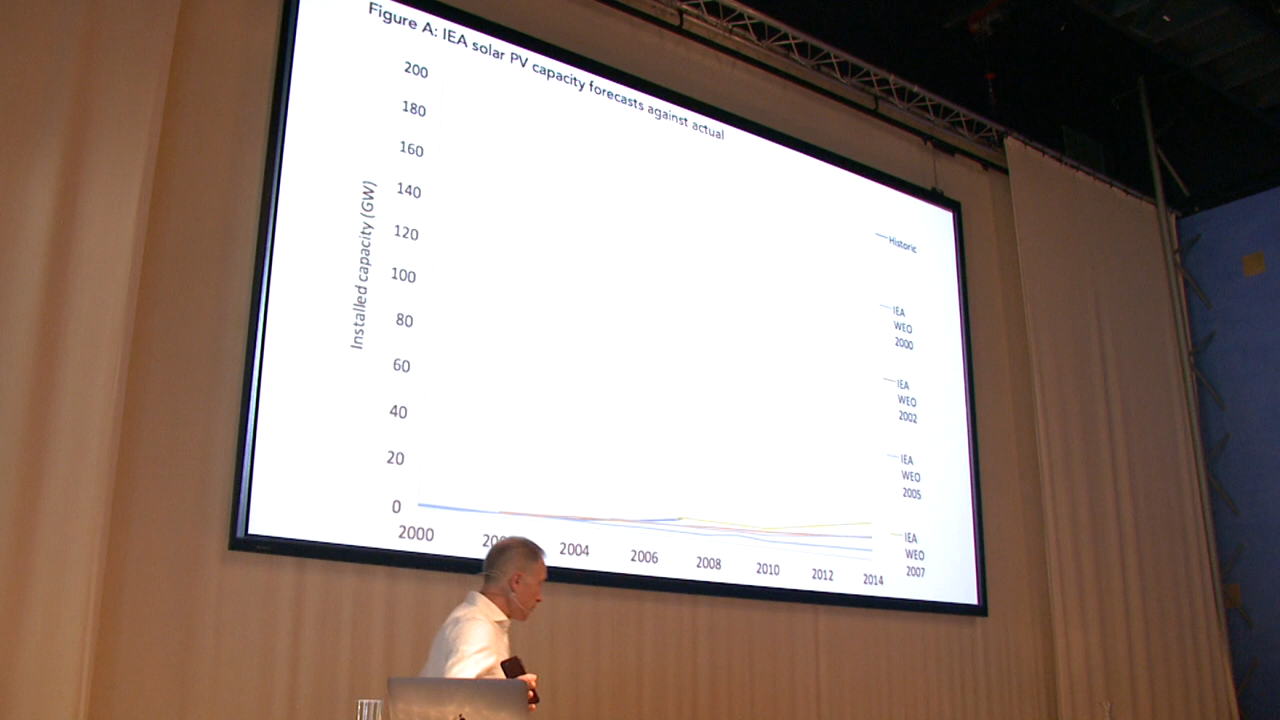 Figure A: IEA solar PV capacity forecasts against actual
Installed capacity (GW)
200
180
160
140
120
100
80
60
40
20
0
2000
2004
2006
2008
2010
2012
2014
Historic
IEA
WEO
2000
IEA
WEO
2002
IEA
WEO
2005
IEA
WEO
2007